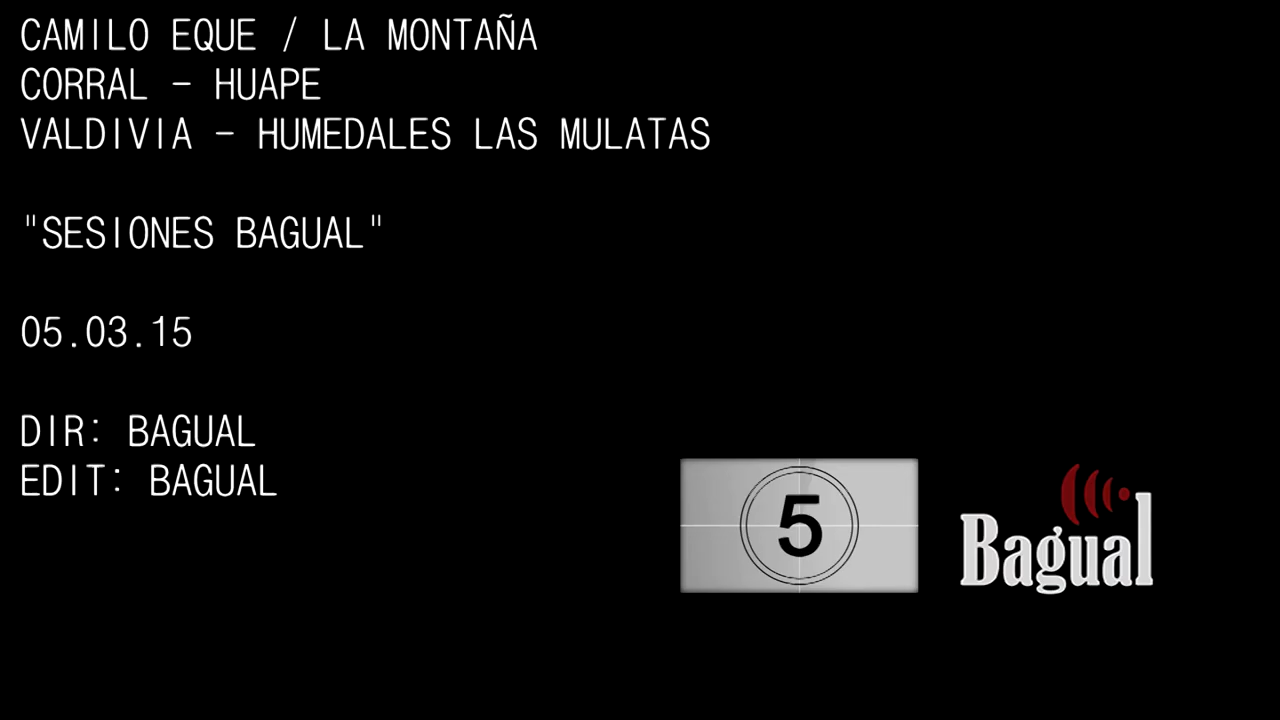 CAMILO EQUE / LA MONTAÑA
CORRAL - HUAPE
VALDIVIA - HUMEDALES LAS MULATAS
"SESIONES BAGUAL"
05.03.15
DIR: BAGUAL
EDIT: BAGUAL
5
Bagual